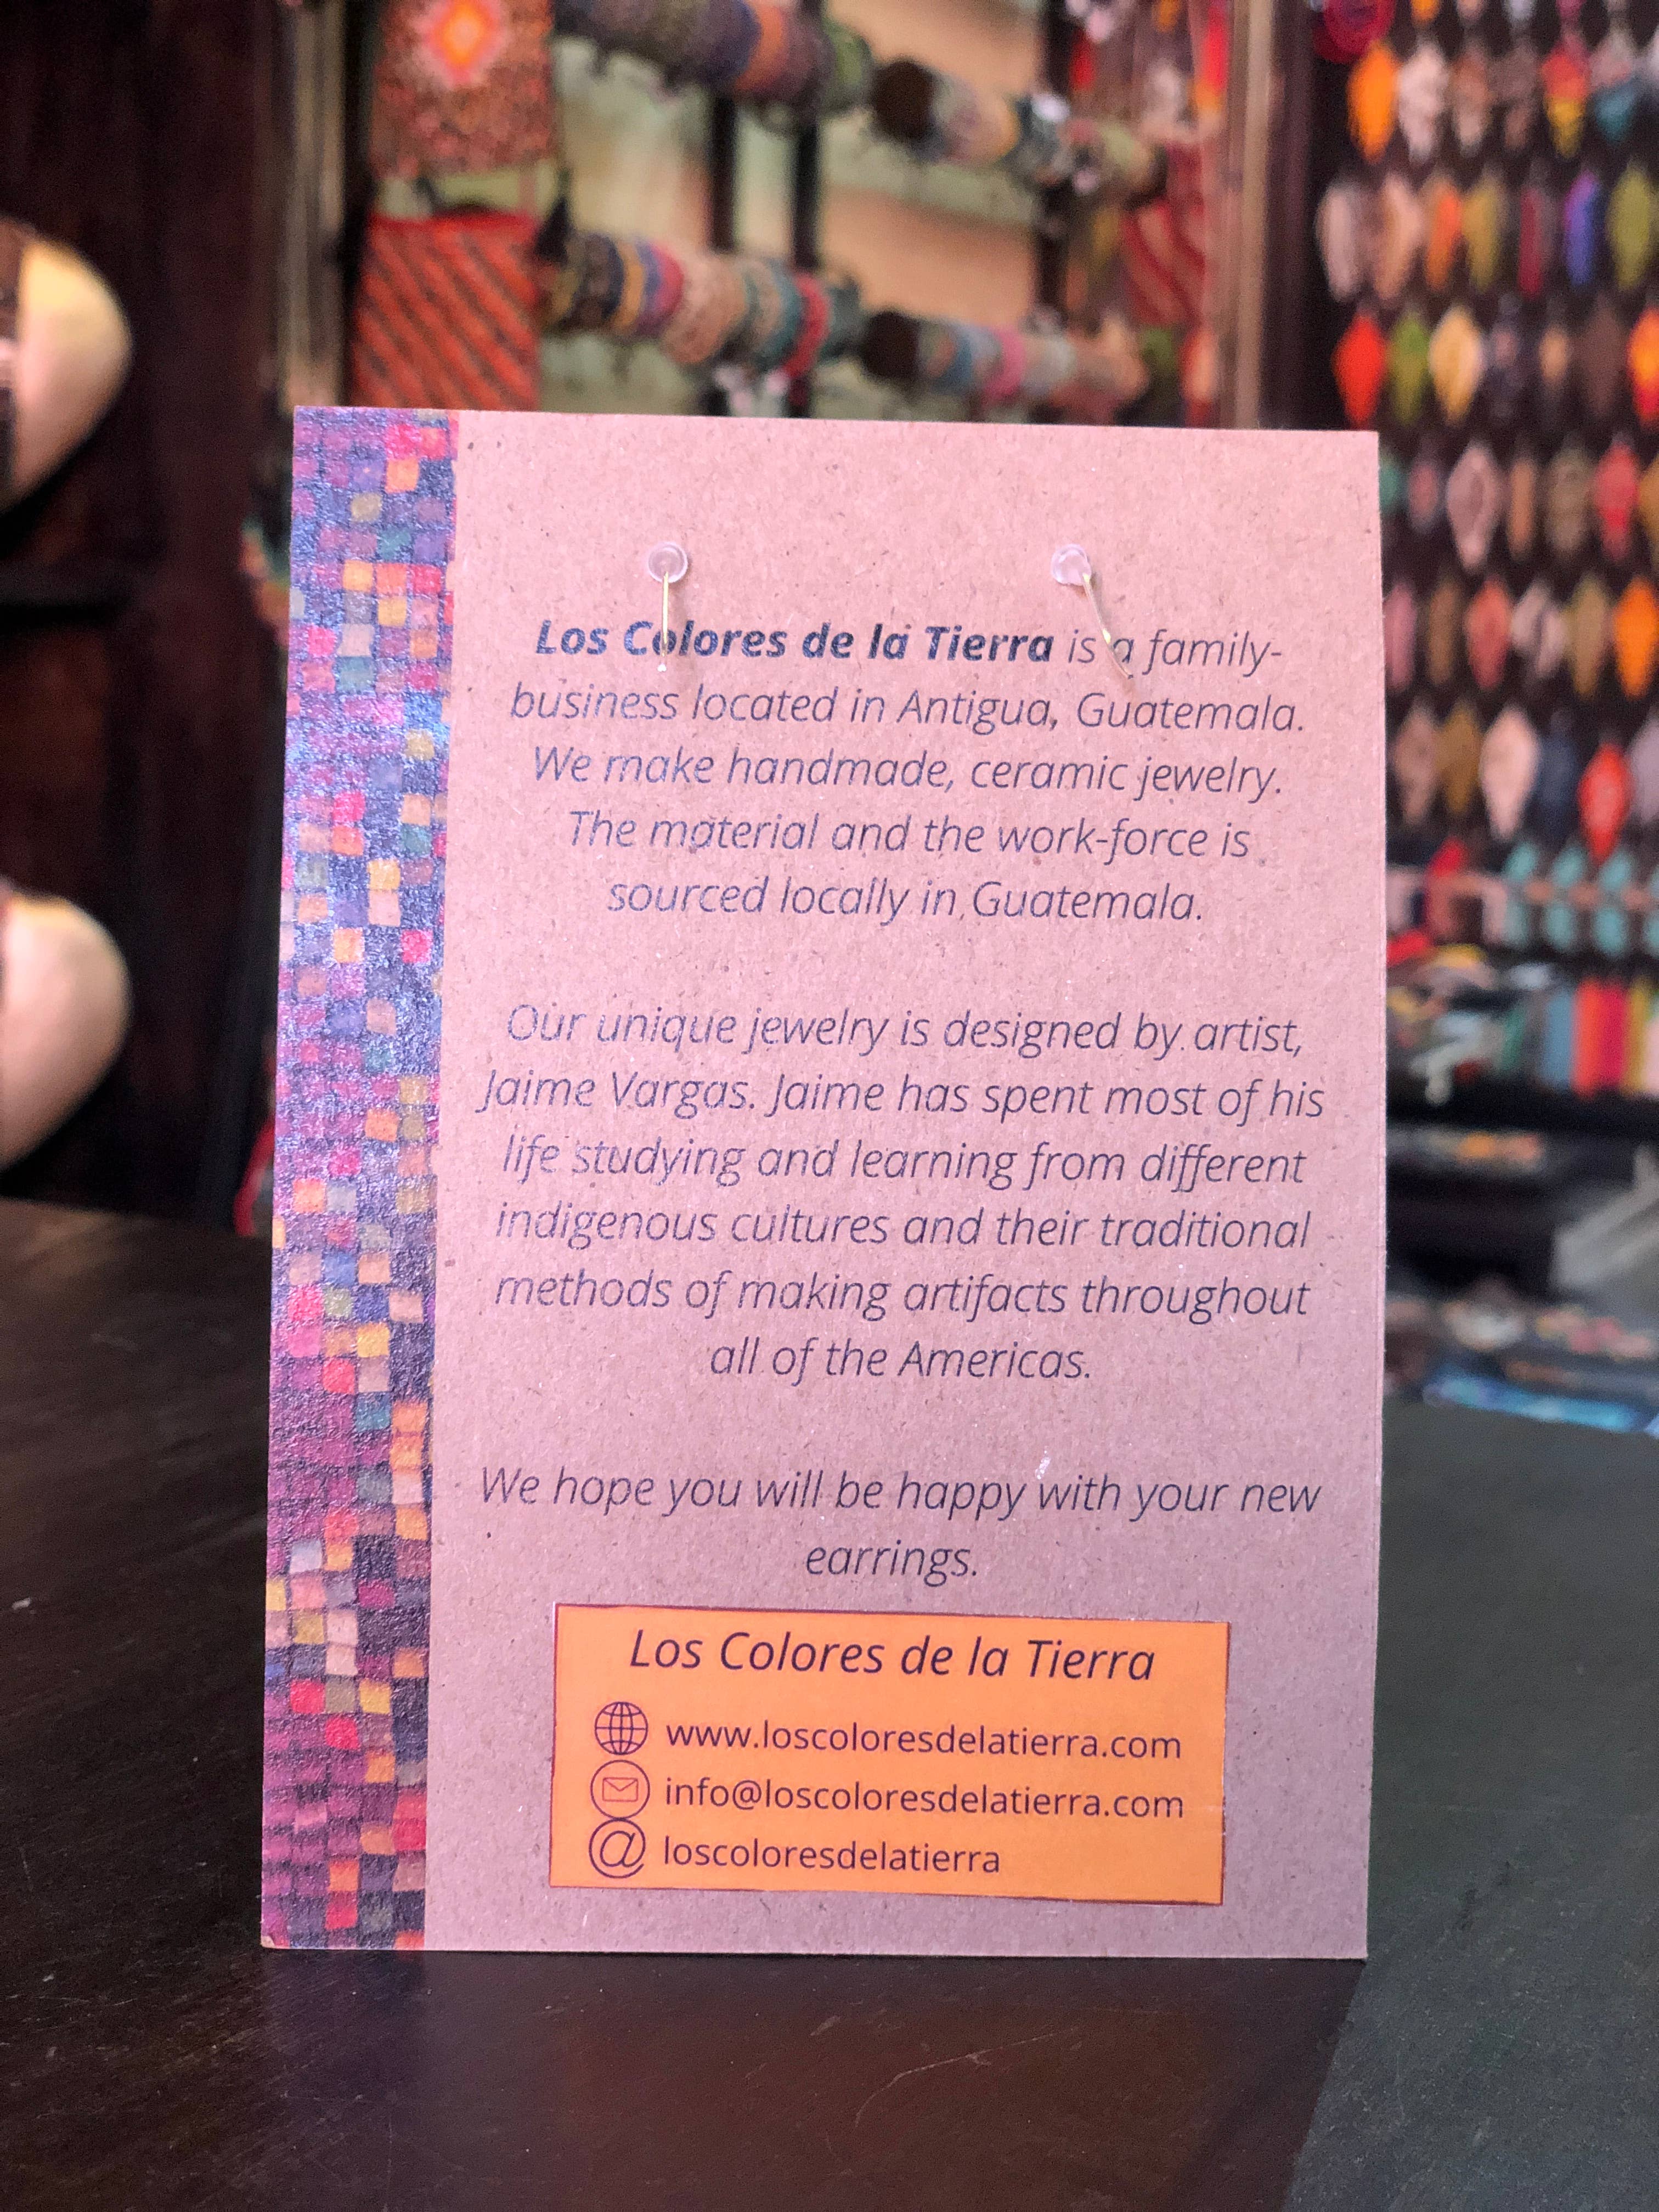 Los Colores de la Tierra is a family-
business located in Antigua, Guatemala.
We make handmade, ceramic jewelry.
The material and the work-force is
sourced locally in Guatemala.
Our unique jewelry is designed by artist,
Jaime Vargas. Jaime has spent most of his
life studying and learning from different
indigenous cultures and their traditional
methods of making artifacts throughout
all of the Americas.
We hope you will be happy with your new
earrings.
Los Colores de la Tierra
www.loscoloresdelatierra.com
info@loscoloresdelatierra.com
@ loscoloresdelatierra